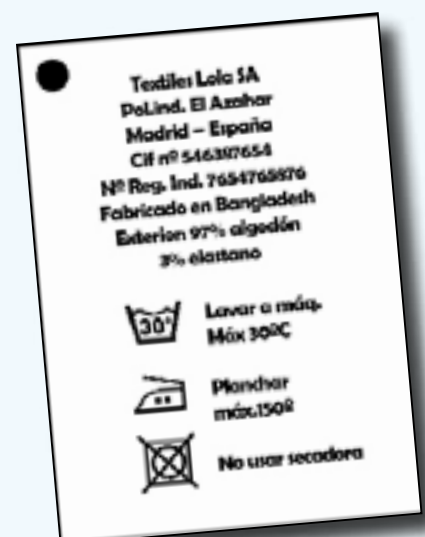 Textiles Lola SA
Pol.Ind. El Azahar
Madrid – España
Cif nº 546387654
Nº Reg. Ind. 7654765876
Fabricado en Bangladesh
Exterior: 97% algodón
3% elastano
30°
Lavar a máq.
Máx 30ºC
Planchar
máx.150º
No usar secadora